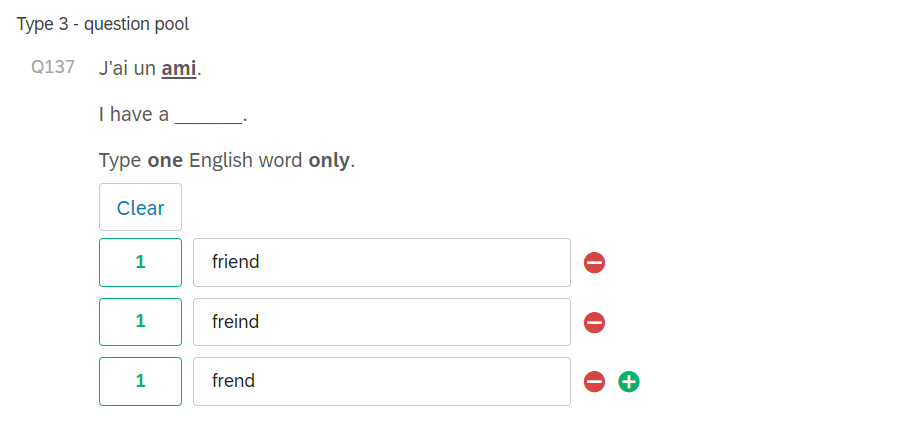 Type 3 - question pool
Q137 J'ai un ami.
I have a _______.
Type one English word only.
Clear
1 friend
1 freind
1 frend